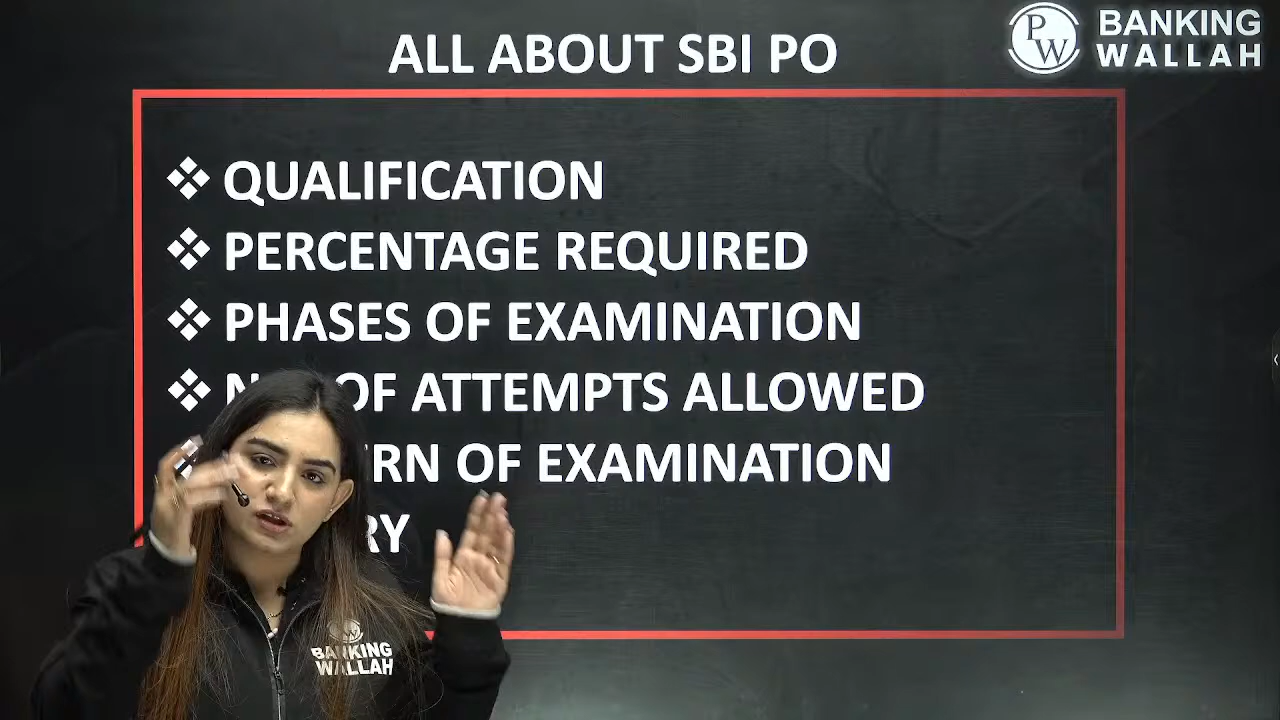 ALL ABOUT SBI PO
PW
BANKING
WALLAH
QUALIFICATION
PERCENTAGE REQUIRED
PHASES OF EXAMINATION
OF ATTEMPTS ALLOWED
OF EXAMINATION
BANKING
WALLAH